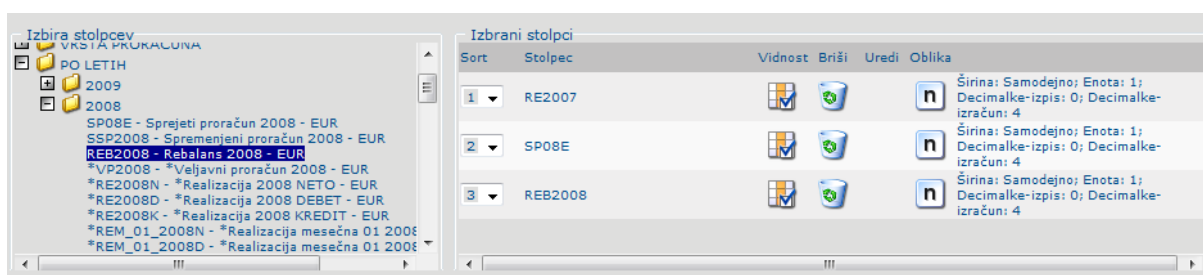 Izbira stolpcev
VRSTA PRORAČUNA
PO LETIH
2009
2008
SP08E - Sprejeti proračun 2008 - EUR
SSP2008 - Spremenjeni proračun 2008 - EUR
REB2008 - Rebalans 2008 - EUR
*VP2008 - *Veljavni proračun 2008 - EUR
*RE2008N - *Realizacija 2008 NETO - EUR
*RE2008D - *Realizacija 2008 DEBET - EUR
*RE2008K - *Realizacija 2008 KREDIT - EUR
*REM_01_2008N - *Realizacija mesečna 01 2008
*REM_01_2008D - *Realizacija mesečna 01 2008
Izbrani stolpci
Sort Stolpec Vidnost Briši Uredi Oblika
1 RE2007 n Širina: Samodejno; Enota: 1;
Decimalke-izpis: 0; Decimalke-
izračun: 4
2 SP08E n Širina: Samodejno; Enota: 1;
Decimalke-izpis: 0; Decimalke-
izračun: 4
3 REB2008 n Širina: Samodejno; Enota: 1;
Decimalke-izpis: 0; Decimalke-
izračun: 4